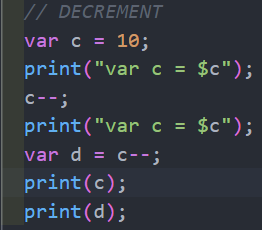 // DECREMENT
var c = 10;
print("var c = $c");
c--;
print("var c = $c");
var d = c--;
print(c);
print(d);